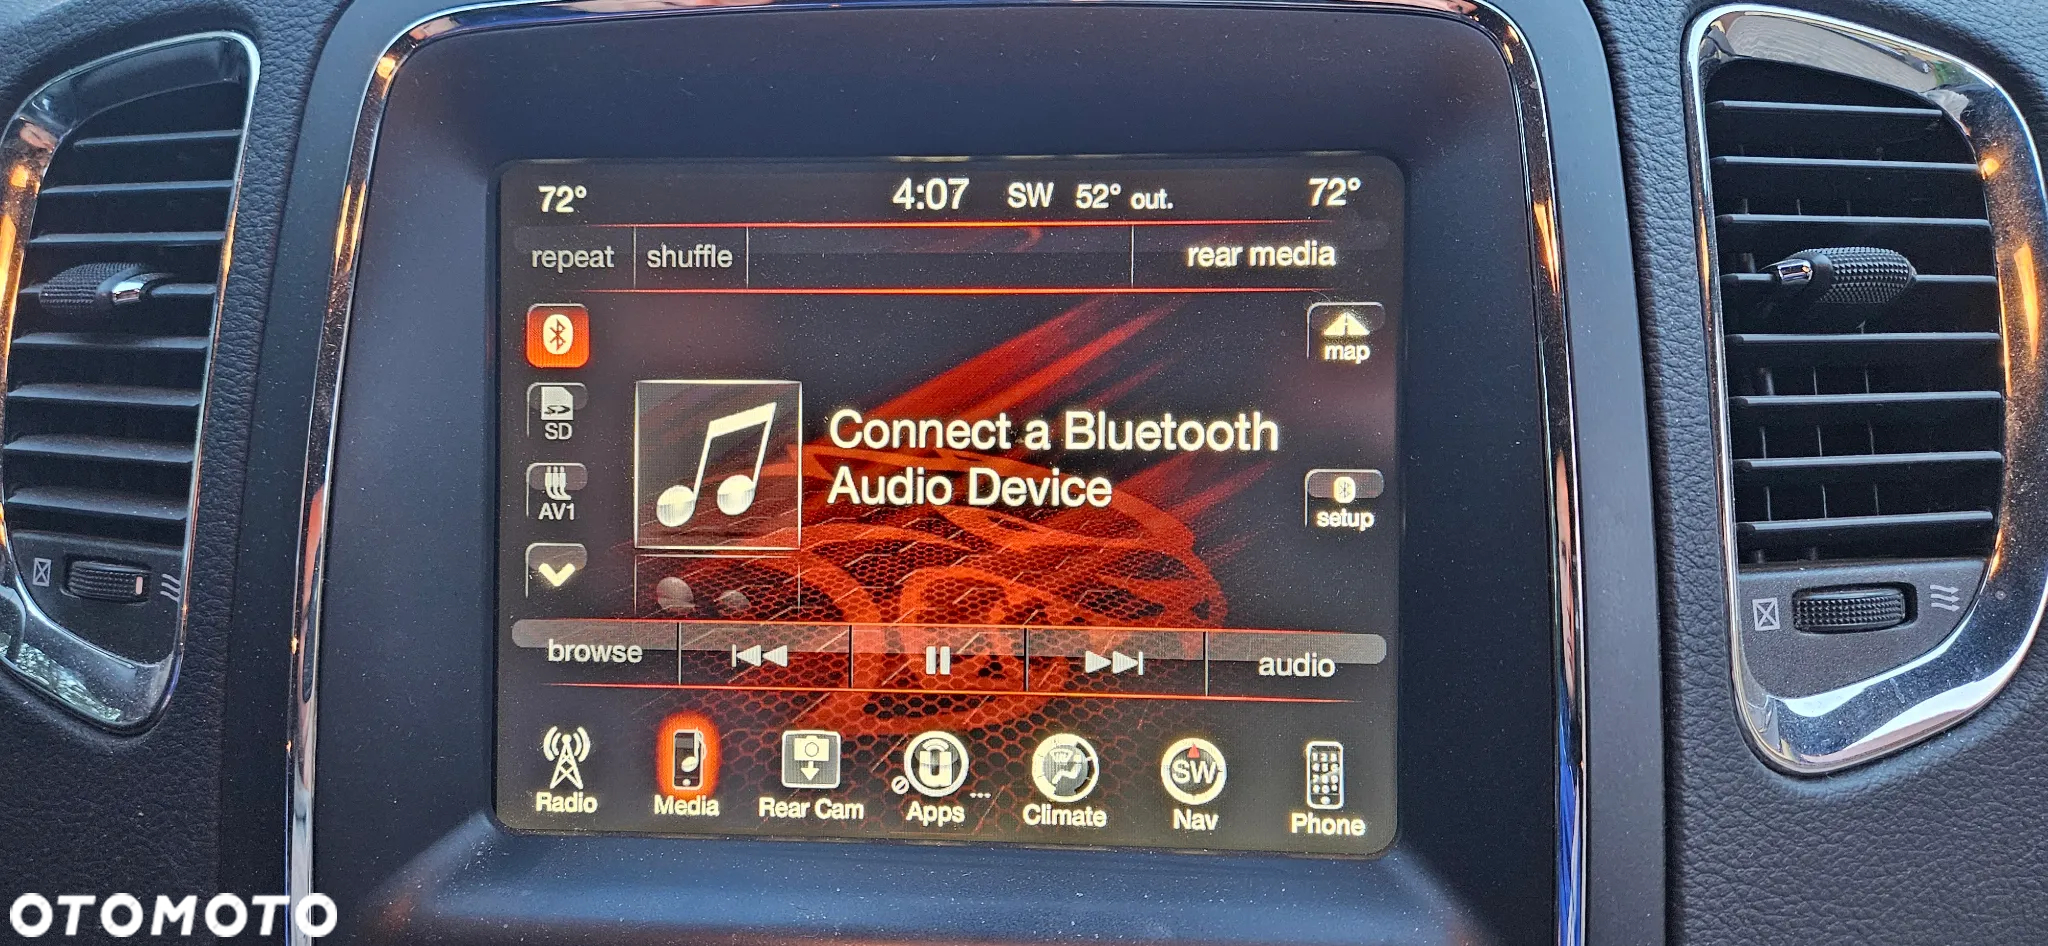 72° 4:07 SW 52° out. 72°
repeat shuffle rear media
map
SD
Connect a Bluetooth
Audio Device
AV1
setup
browse audio
SW
Radio Media Rear Cam Apps ... Climate Nav Phone
OTOMOTO